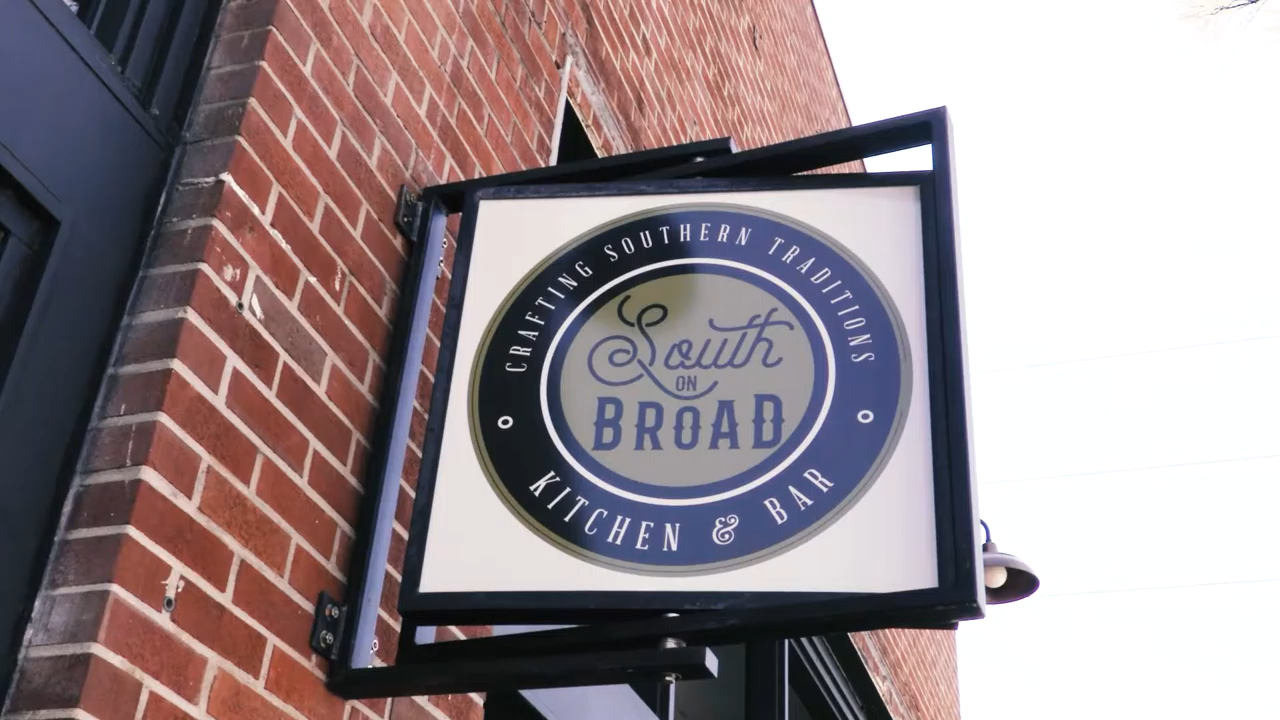 CRAFTING SOUTHERN TRADITIONS
South
ON
BROAD
KITCHEN & BAR